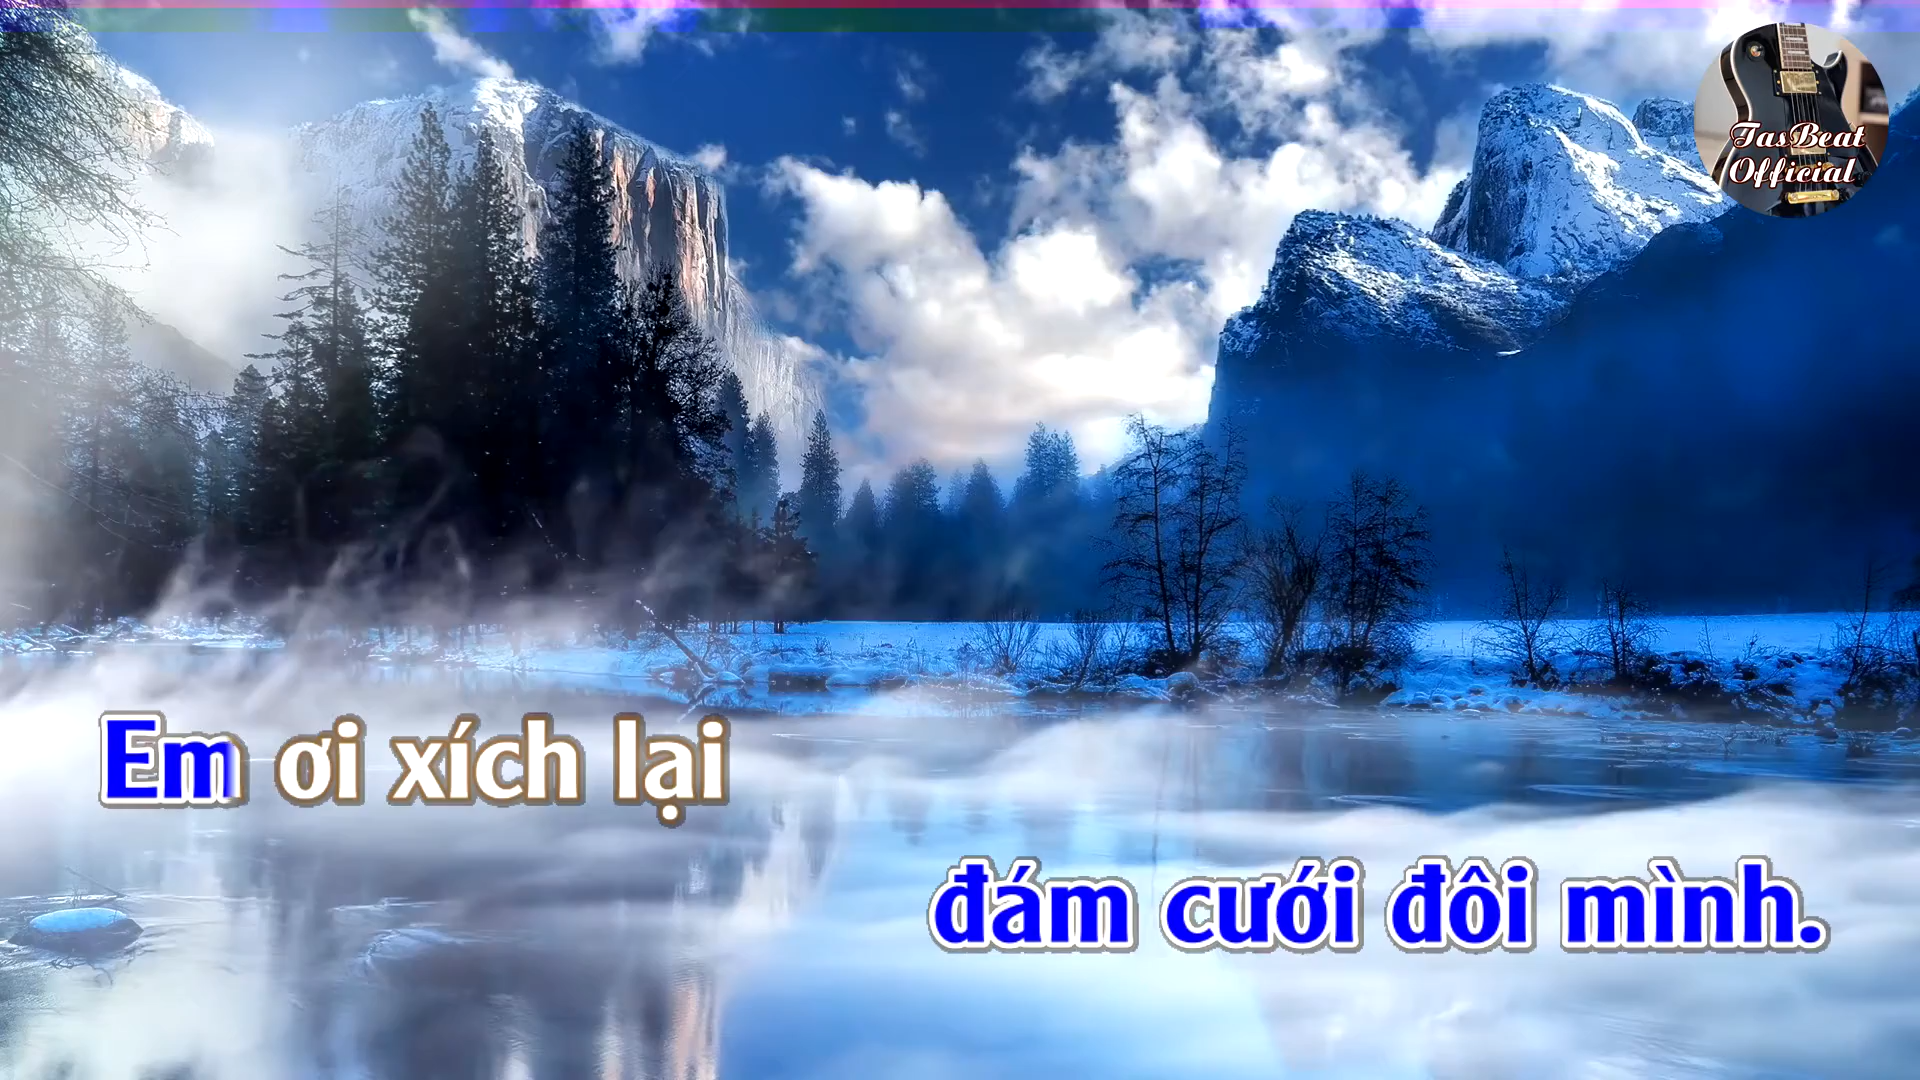 TasBeat
Official
Em ơi xích lại
đám cưới đôi mình.